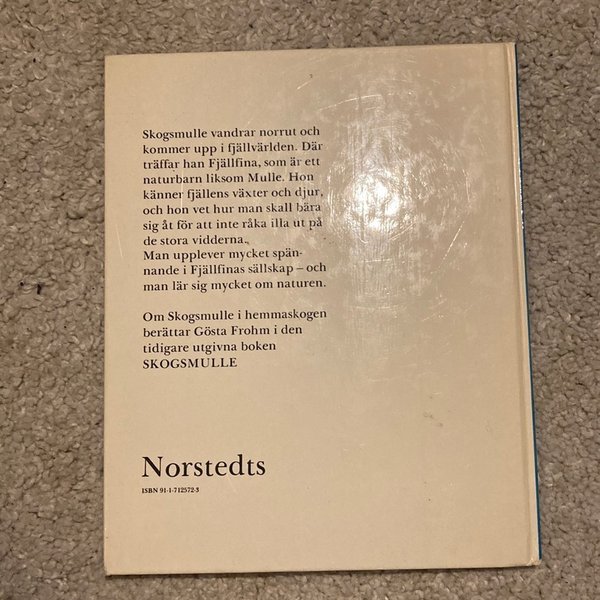 Skogsmulle vandrar norrut och
kommer upp i fjällvärlden. Där
träffar han Fjällfina, som är ett
naturbarn liksom Mulle. Hon
känner fjällens växter och djur,
och hon vet hur man skall bära
sig åt för att inte råka illa ut på
de stora vidderna.
Man upplever mycket spän-
nande i Fjällfinas sällskap – och
man lär sig mycket om naturen.
Om Skogsmulle i hemmaskogen
berättar Gösta Frohm i den
tidigare utgivna boken
SKOGSMULLE
Norstedts
ISBN 91-1-712572-3